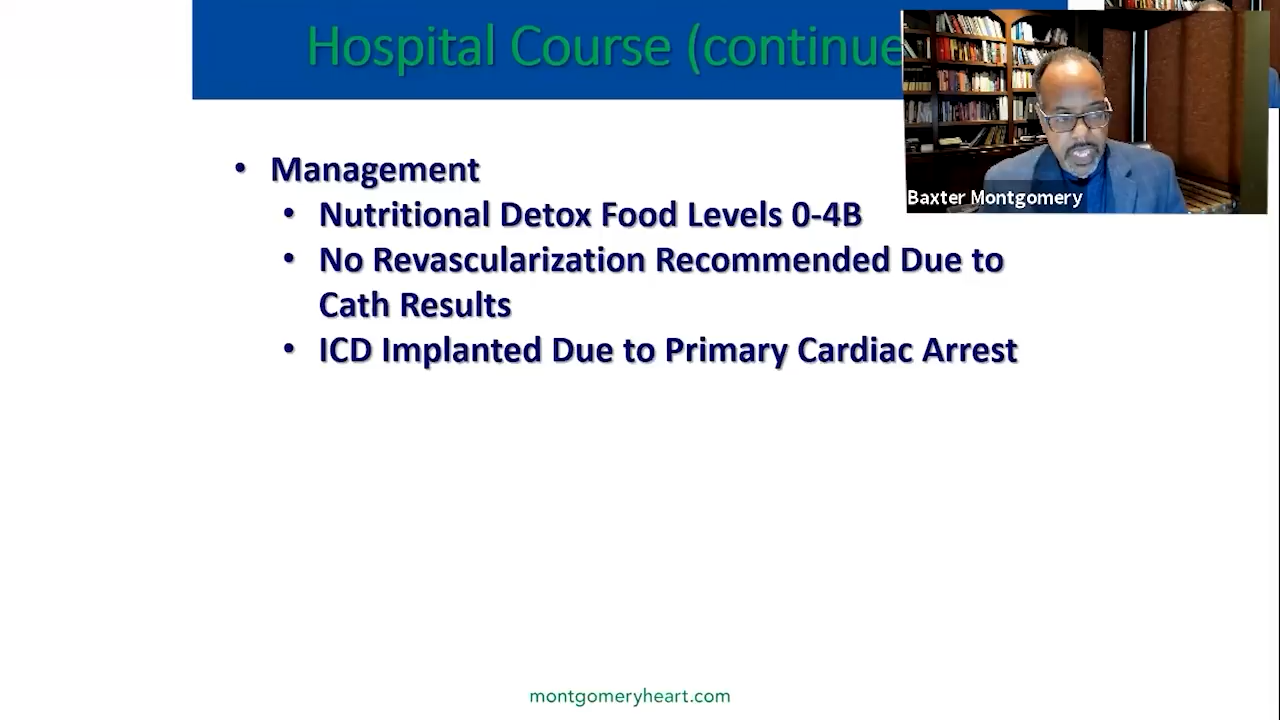 Hospital Course (continue
• Management
• Nutritional Detox Food Levels 0-4B
• No Revascularization Recommended Due to
Cath Results
• ICD Implanted Due to Primary Cardiac Arrest
Baxter Montgomery
montgomeryheart.com